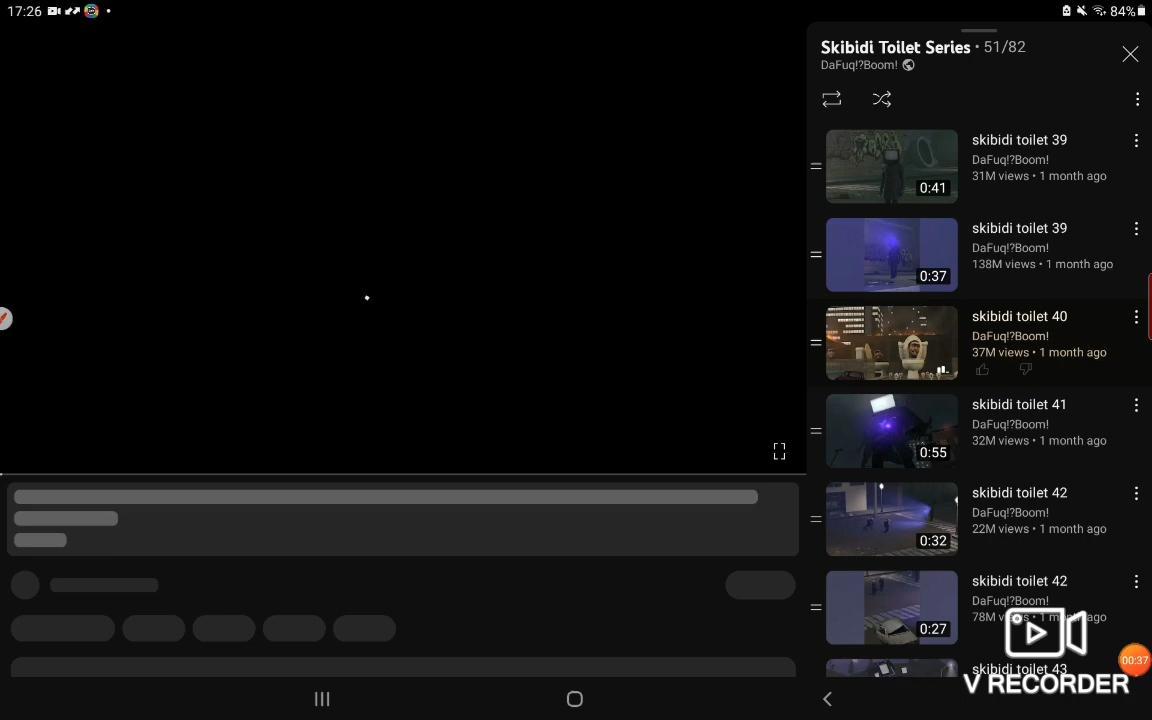 17:26
84%
Skibidi Toilet Series • 51/82
DaFuq!?Boom!
skibidi toilet 39
DaFuq!?Boom!
31M views • 1 month ago
0:41
skibidi toilet 39
DaFuq!?Boom!
138M views • 1 month ago
0:37
skibidi toilet 40
DaFuq!?Boom!
37M views • 1 month ago
skibidi toilet 41
DaFuq!?Boom!
32M views • 1 month ago
0:55
skibidi toilet 42
DaFuq!?Boom!
22M views • 1 month ago
0:32
skibidi toilet 42
DaFuq!?Boom!
78M views • 1 month ago
0:27
skibidi toilet 43
00:37
V RECORDER